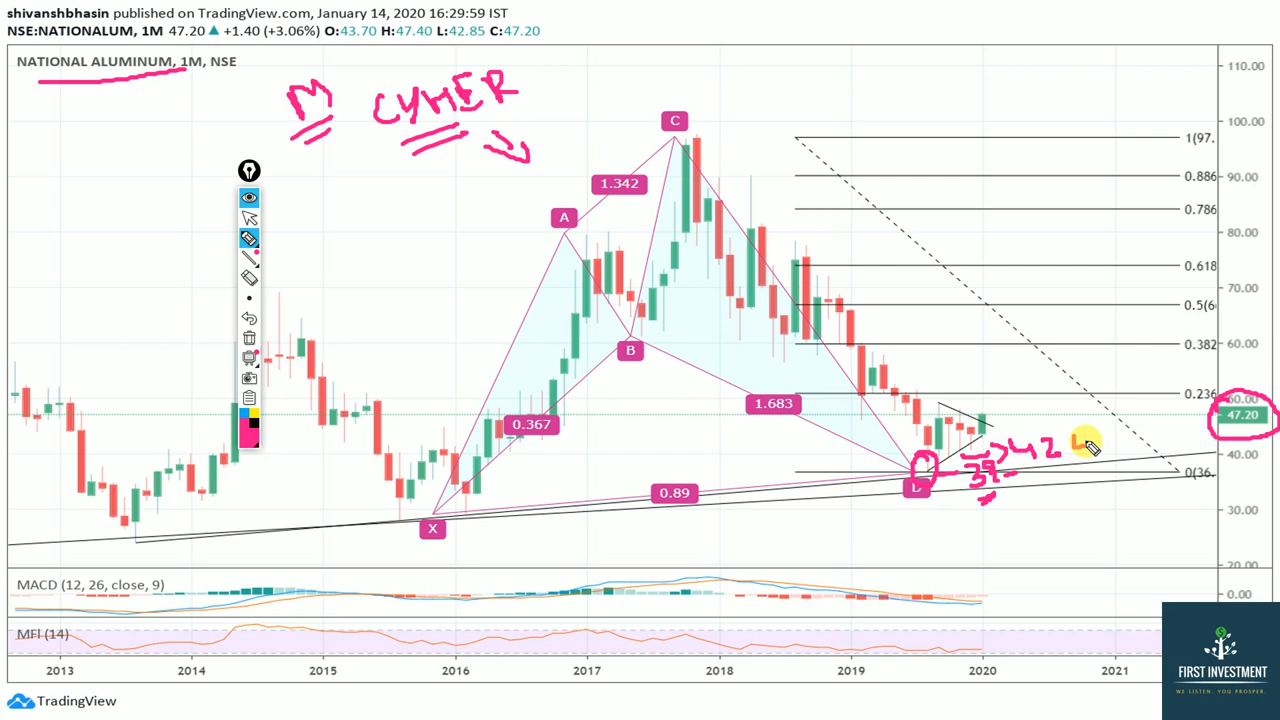 shivanshbhasin published on TradingView.com, January 14, 2020 16:29:59 IST
NSE:NATIONALUM, 1M 47.20 ▲ +1.40 (+3.06%) O:43.70 H:47.40 L:42.85 C:47.20
NATIONAL ALUMINUM, 1M, NSE
M CYHER
110.00
100.00
90.00
80.00
70.00
60.00
50.00
47.20
40.00
30.00
20.00
1(97.
0.886
0.786
0.618
0.5(6
0.382
0.236
0(36.
C
1.342
A
B
1.683
0.367
D
0.89
X
39 > 42
MACD (12, 26, close, 9)
0.00
MFI (14)
2013 2014 2015 2016 2017 2018 2019 2020 2021
TradingView
$
FIRST INVESTMENT
WE LISTEN. YOU PROSPER.